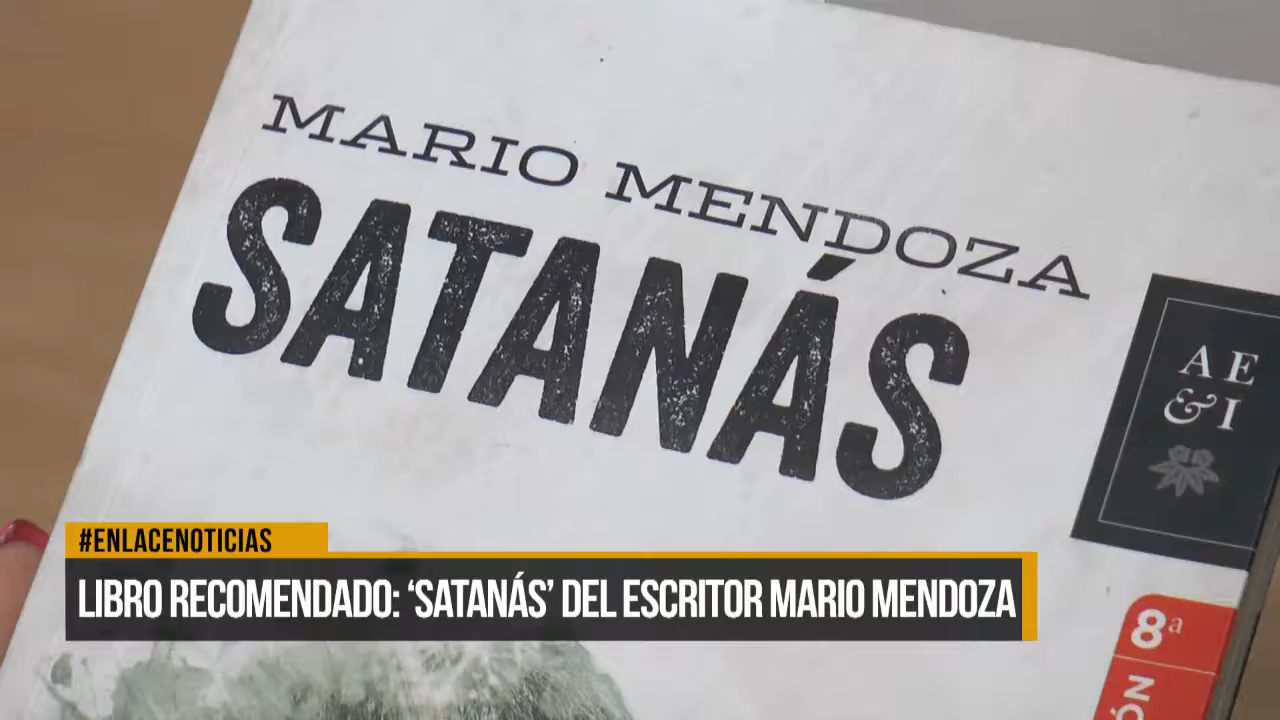 MARIO MENDOZA
SATANÁS
AE
&I
#ENLACENOTICIAS
LIBRO RECOMENDADO: ‘SATANÁS’ DEL ESCRITOR MARIO MENDOZA
8ª